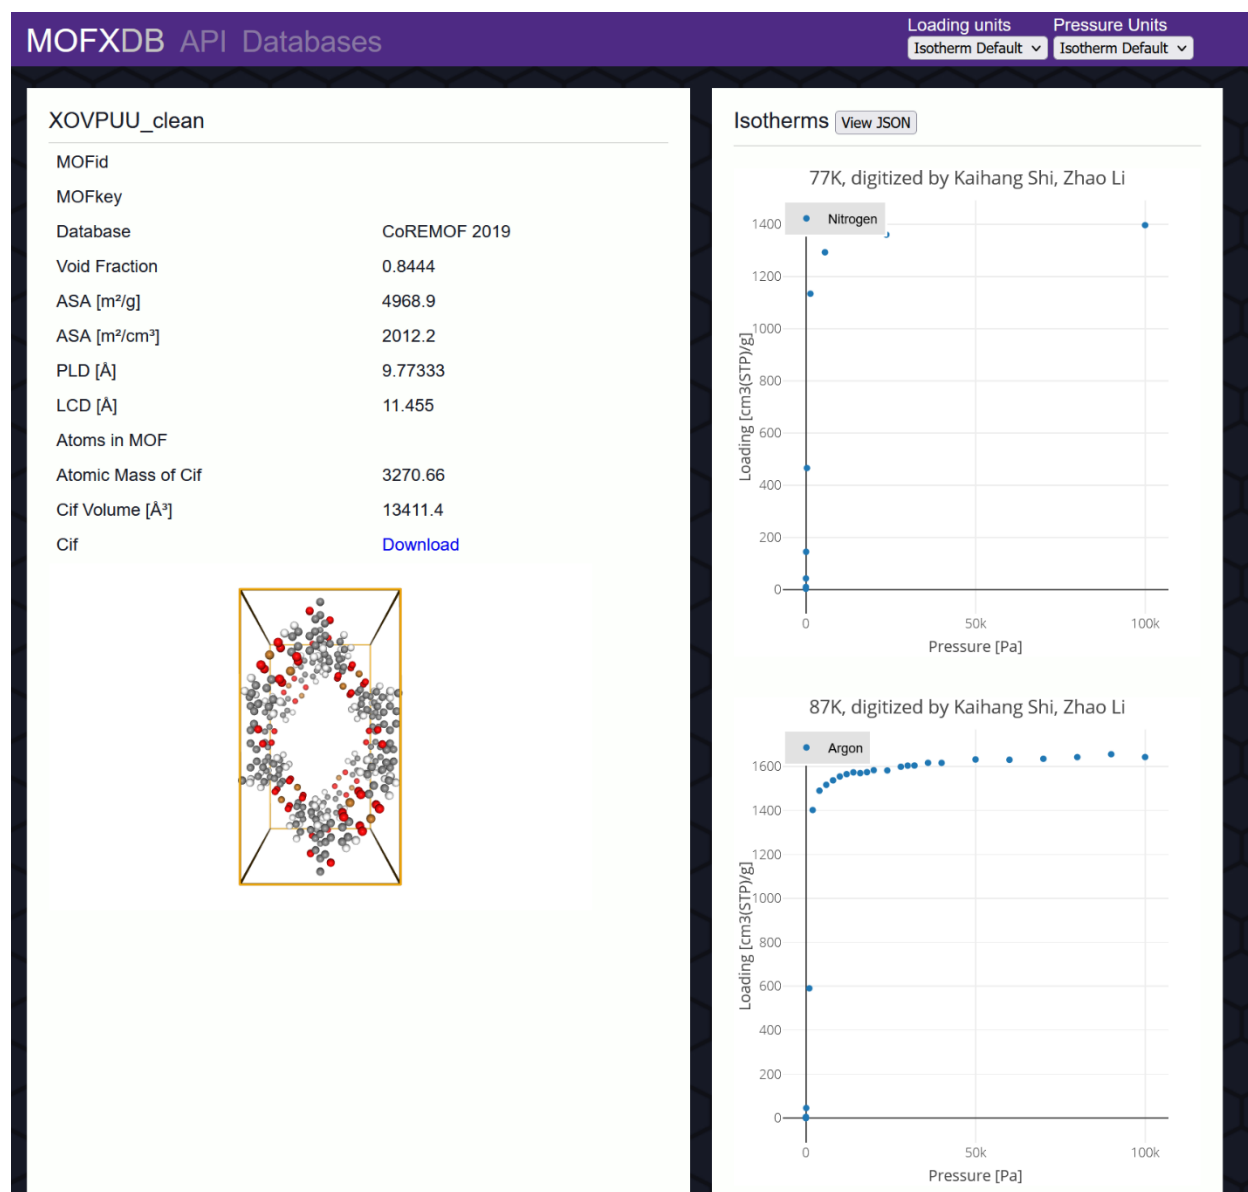 MOFXDB API Databases
Loading units Pressure Units
Isotherm Default Isotherm Default
XOVPUU_clean
MOFid
MOFkey
Database CoREMOF 2019
Void Fraction 0.8444
ASA [m²/g] 4968.9
ASA [m²/cm³] 2012.2
PLD [Å] 9.77333
LCD [Å] 11.455
Atoms in MOF
Atomic Mass of Cif 3270.66
Cif Volume [Å³] 13411.4
Cif Download
Isotherms View JSON
77K, digitized by Kaihang Shi, Zhao Li
Nitrogen
1400
1200
1000
800
600
400
200
0
Loading [cm3(STP)/g]
0 50k 100k
Pressure [Pa]
87K, digitized by Kaihang Shi, Zhao Li
Argon
1600
1400
1200
1000
800
600
400
200
0
Loading [cm3(STP)/g]
0 50k 100k
Pressure [Pa]